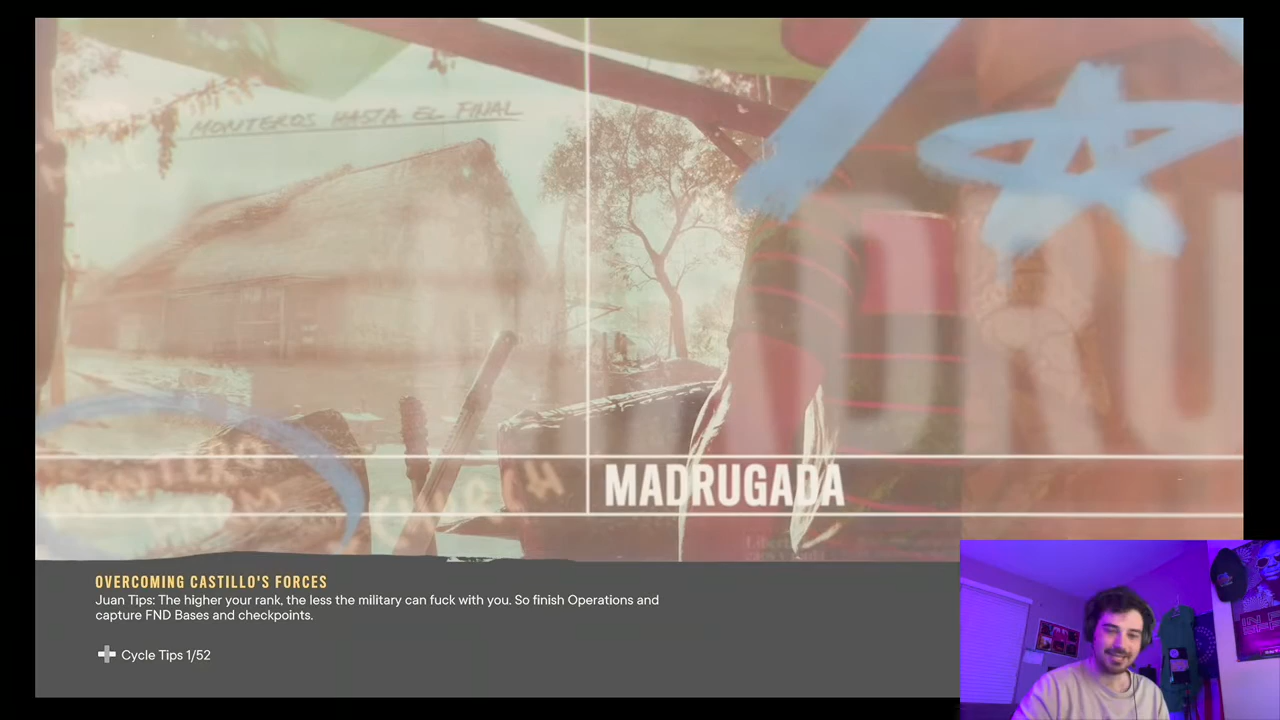 MONTEROS HASTA EL FINAL
MADRUGADA
OVERCOMING CASTILLO'S FORCES
Juan Tips: The higher your rank, the less the military can fuck with you. So finish Operations and
capture FND Bases and checkpoints.
Cycle Tips 1/52